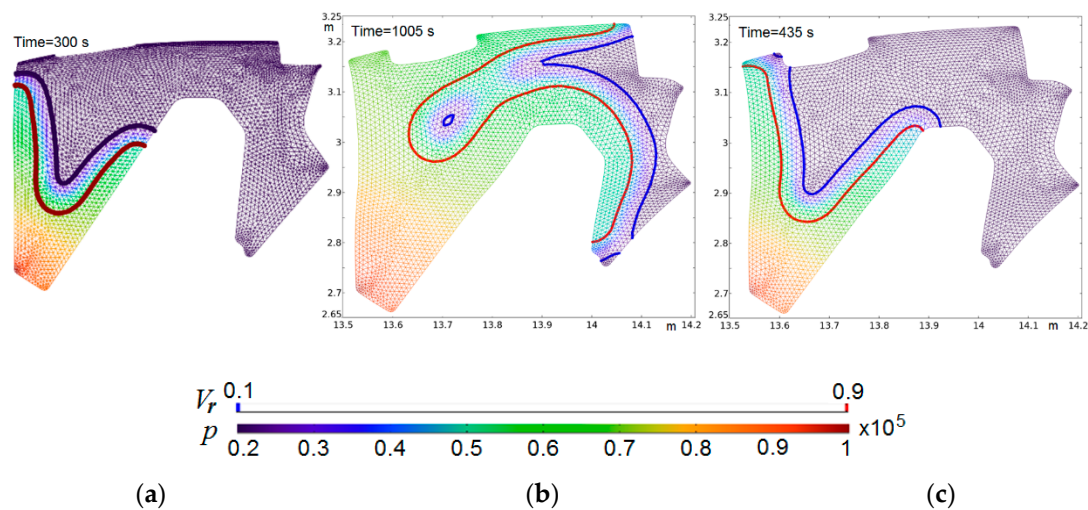 Time=300 s
3.25
m
3.2
3.1
3
2.9
2.8
2.7
2.65
Time=1005 s
13.5 13.6 13.7 13.8 13.9 14 m 14.1 14.2
3.25
3.2
3.1
3
2.9
2.8
2.7
2.65
Time=435 s
13.5 13.6 13.7 13.8 13.9 14 m 14.1 14.2
Vr 0.1 0.9
p x10^5
0.2 0.3 0.4 0.5 0.6 0.7 0.8 0.9 1
(a) (b) (c)